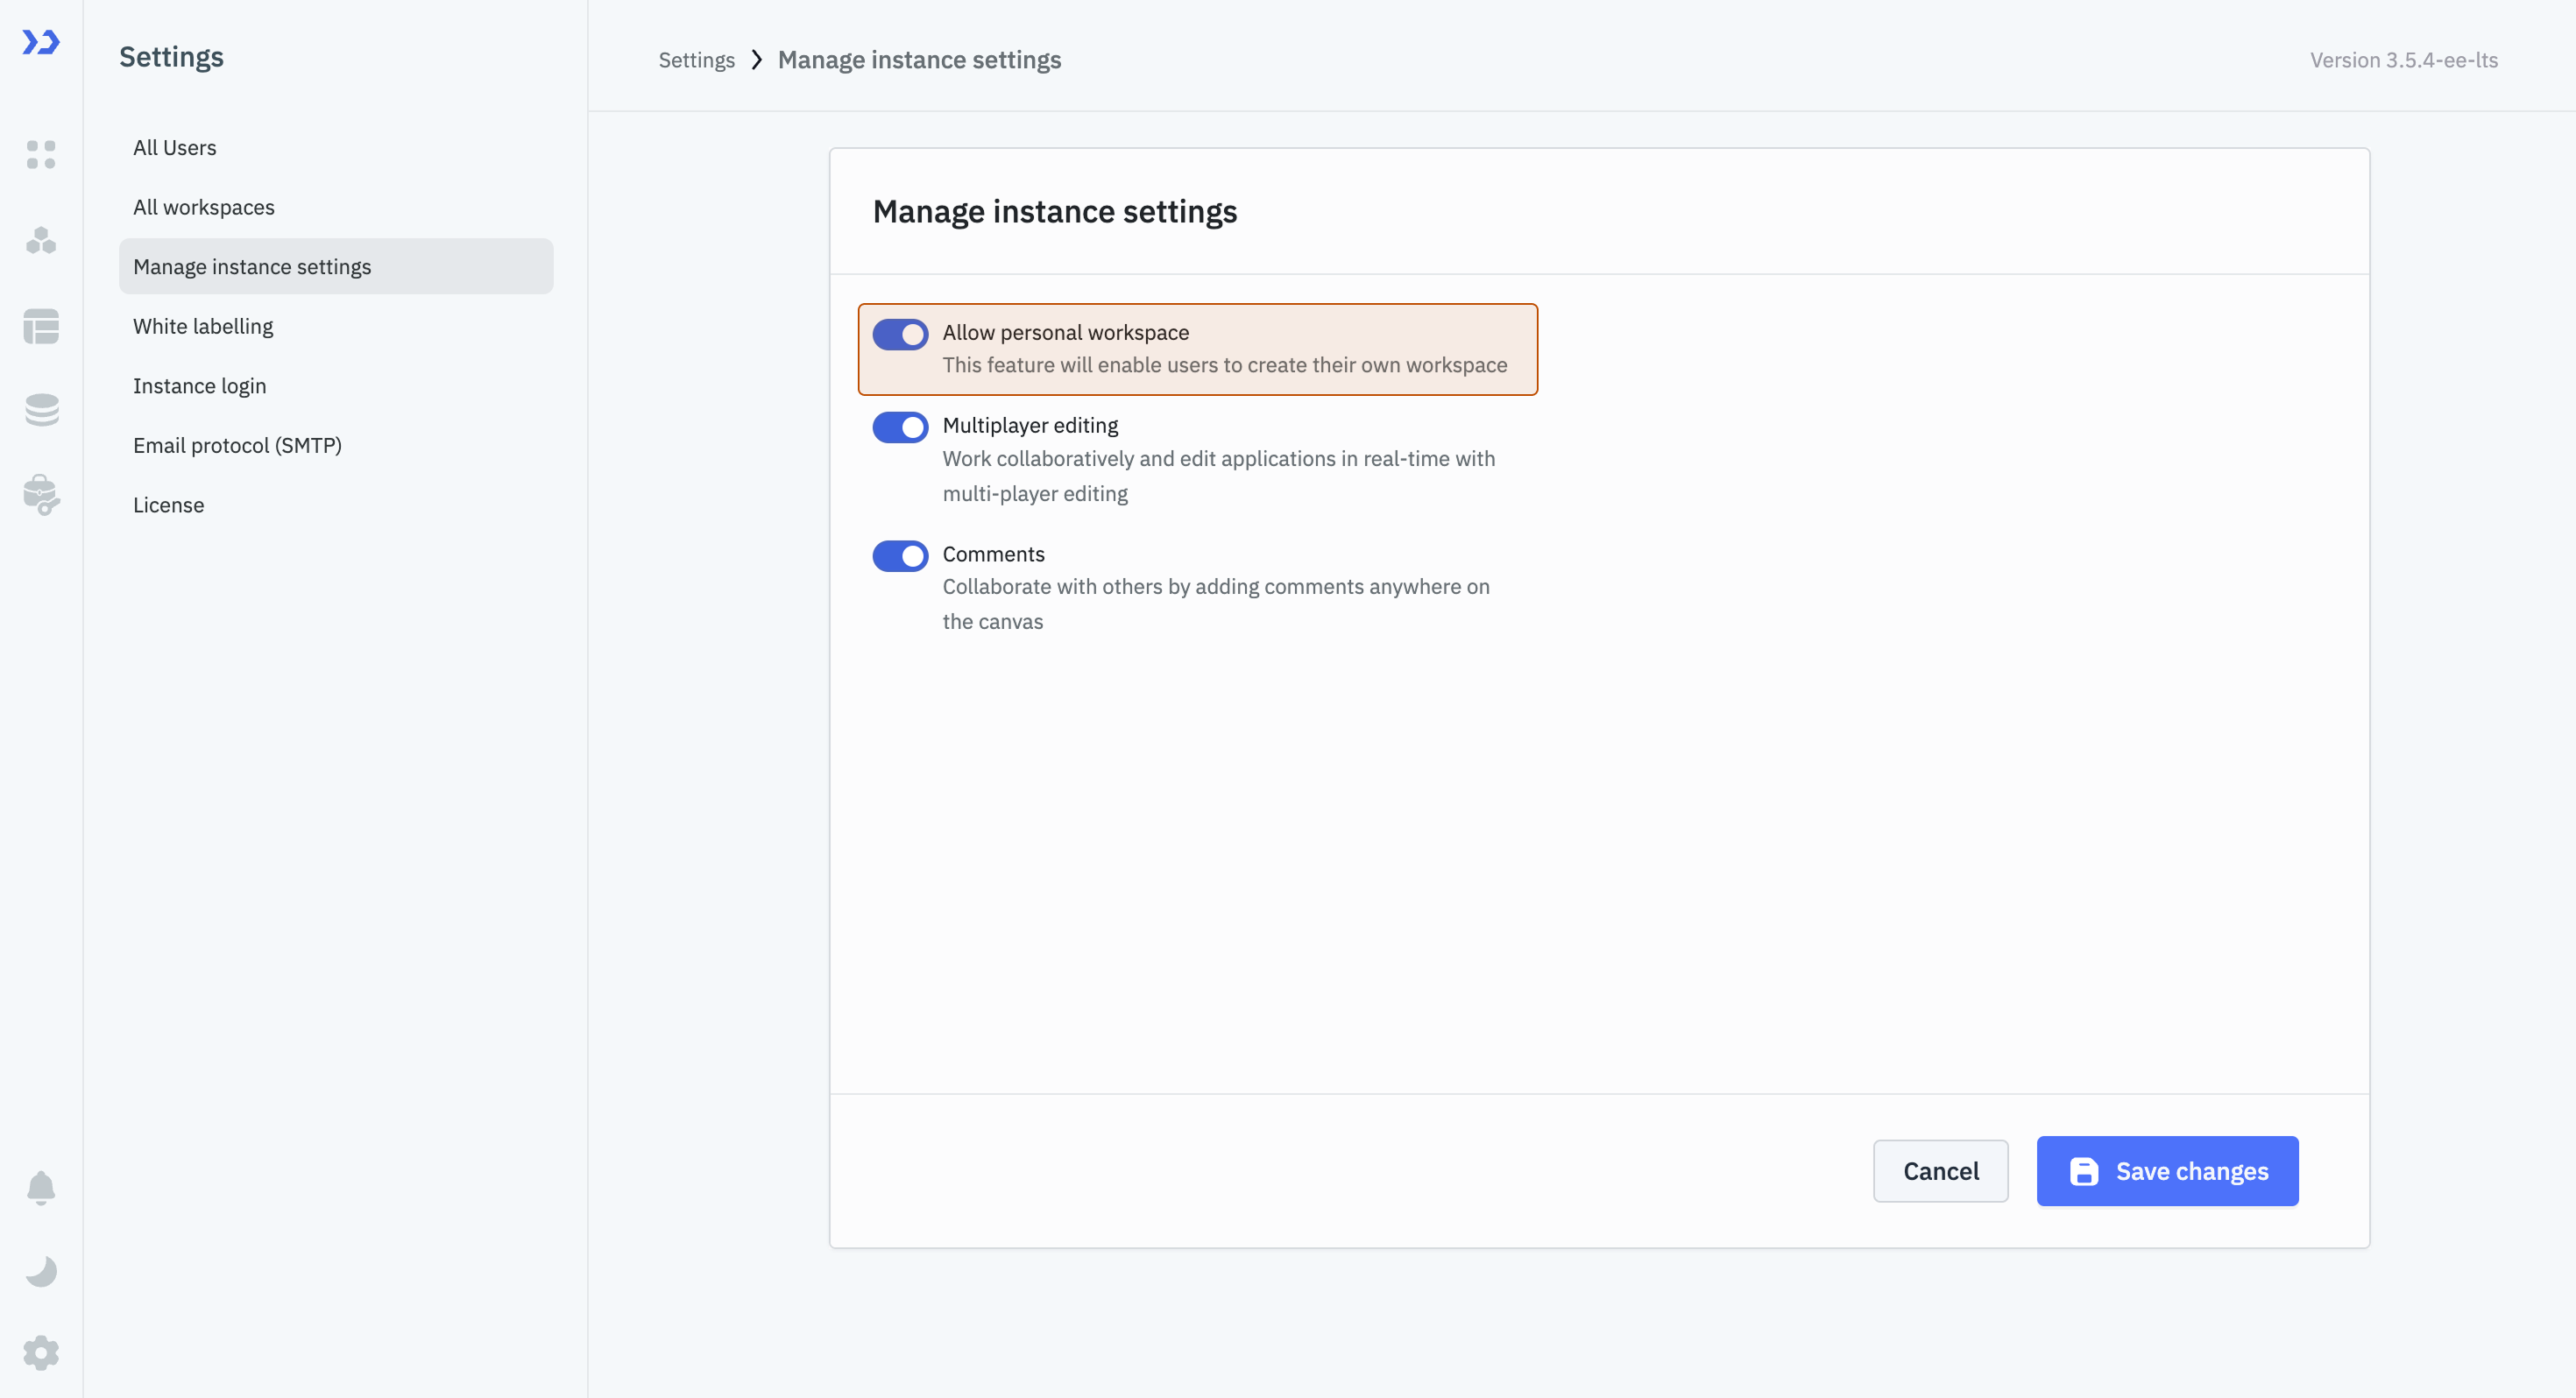 Settings
All Users
All workspaces
Manage instance settings
White labelling
Instance login
Email protocol (SMTP)
License
Settings > Manage instance settings
Version 3.5.4-ee-lts
Manage instance settings
Allow personal workspace
This feature will enable users to create their own workspace
Multiplayer editing
Work collaboratively and edit applications in real-time with
multi-player editing
Comments
Collaborate with others by adding comments anywhere on
the canvas
Cancel
Save changes